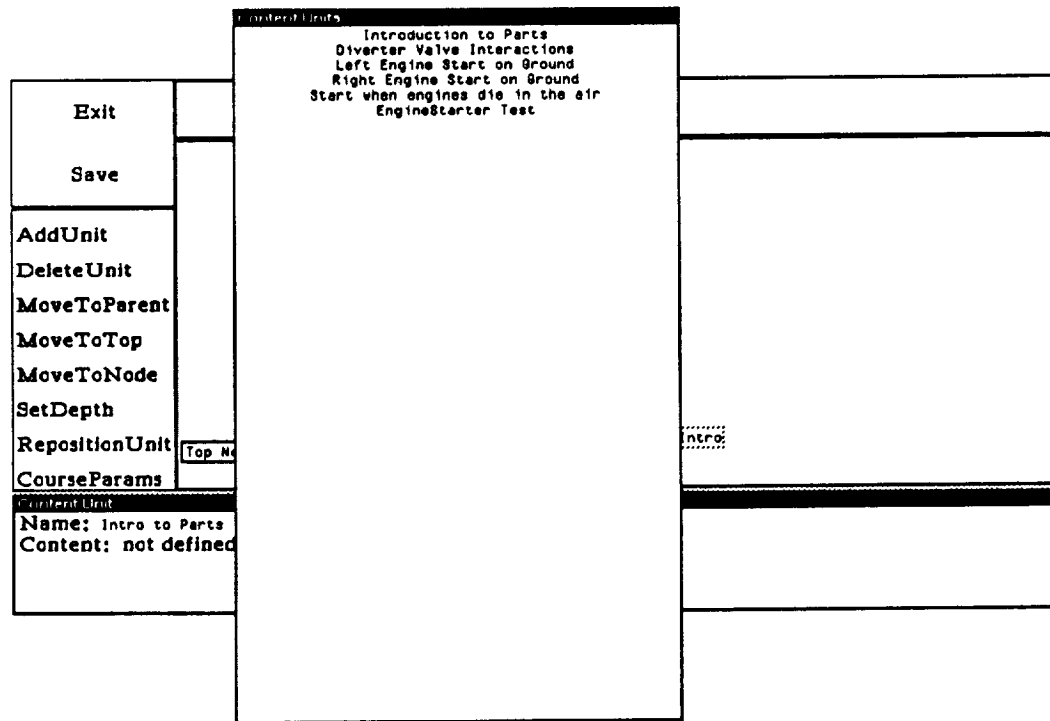 Content Units
Introduction to Parts
Diverter Valve Interactions
Left Engine Start on Ground
Right Engine Start on Ground
Start when engines die in the air
EngineStarter Test
Exit
Save
AddUnit
DeleteUnit
MoveToParent
MoveToTop
MoveToNode
SetDepth
RepositionUnit
CourseParams
Top No
ntro
Content Unit
Name: Intro to Parts
Content: not defined